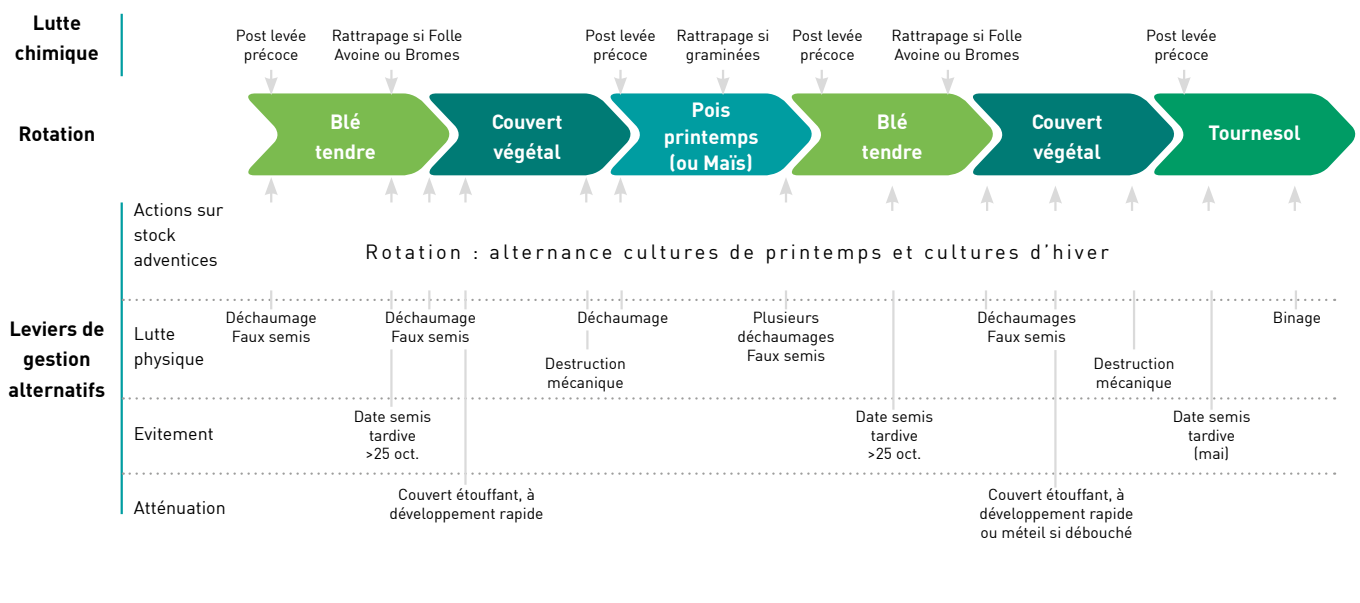 Lutte
chimique
Post levée
précoce
Rattrapage si Folle
Avoine ou Bromes
Post levée
précoce
Rattrapage si
graminées
Post levée
précoce
Rattrapage si Folle
Avoine ou Bromes
Post levée
précoce
Rotation
Blé
tendre
Couvert
végétal
Pois
printemps
(ou Maïs)
Blé
tendre
Couvert
végétal
Tournesol
Leviers de
gestion
alternatifs
Actions sur
stock
adventices
Rotation : alternance cultures de printemps et cultures d'hiver
Lutte
physique
Déchaumage
Faux semis
Déchaumage
Faux semis
Déchaumage
Destruction
mécanique
Plusieurs
déchaumages
Faux semis
Déchaumages
Faux semis
Destruction
mécanique
Binage
Evitement
Date semis
tardive
>25 oct.
Date semis
tardive
>25 oct.
Date semis
tardive
(mai)
Atténuation
Couvert étouffant, à
développement rapide
Couvert étouffant, à
développement rapide
ou méteil si débouché